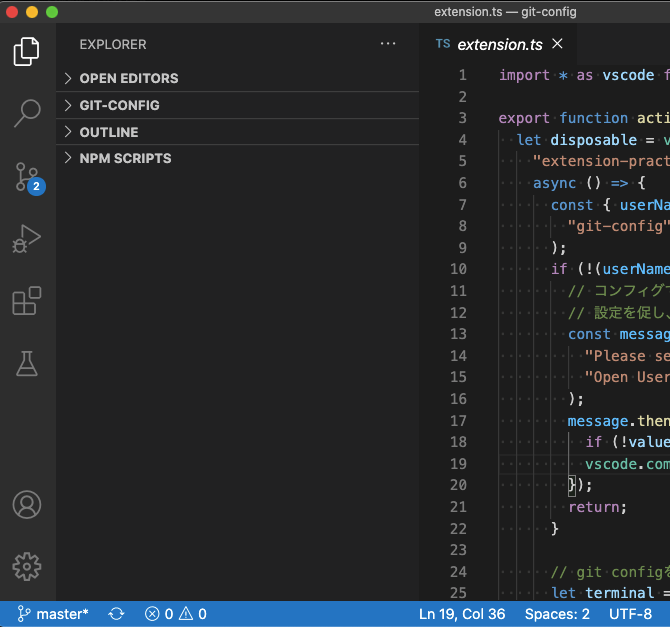 extension.ts — git-config
EXPLORER
OPEN EDITORS
GIT-CONFIG
OUTLINE
NPM SCRIPTS
2
TS extension.ts
1 import * as vscode f
2
3 export function acti
4 let disposable = v
5 "extension-pract
6 async () => {
7 const { userNa
8 "git-config"
9 );
10 if (!(userName
11 // コンフィグ
12 // 設定を促し、
13 const messag
14 "Please se
15 "Open User
16 );
17 message.then
18 if (!value
19 vscode.com
20 });
21 return;
22 }
23
24 // git configを
25 let terminal =
master* 0 0 Ln 19, Col 36 Spaces: 2 UTF-8